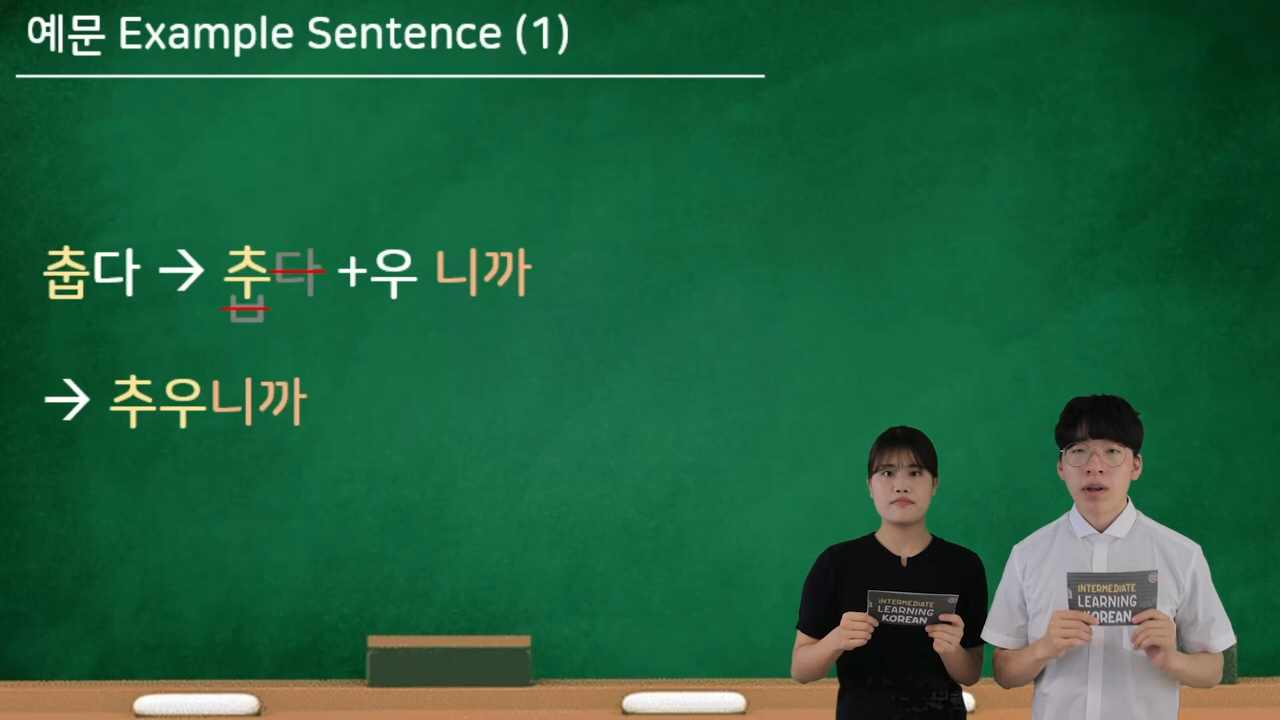 예문 Example Sentence (1)
춥다 → 춥다 +우 니까
→ 추우니까
INTERMEDIATE
LEARNING
KOREAN
INTERMEDIATE
LEARNING
KOREAN